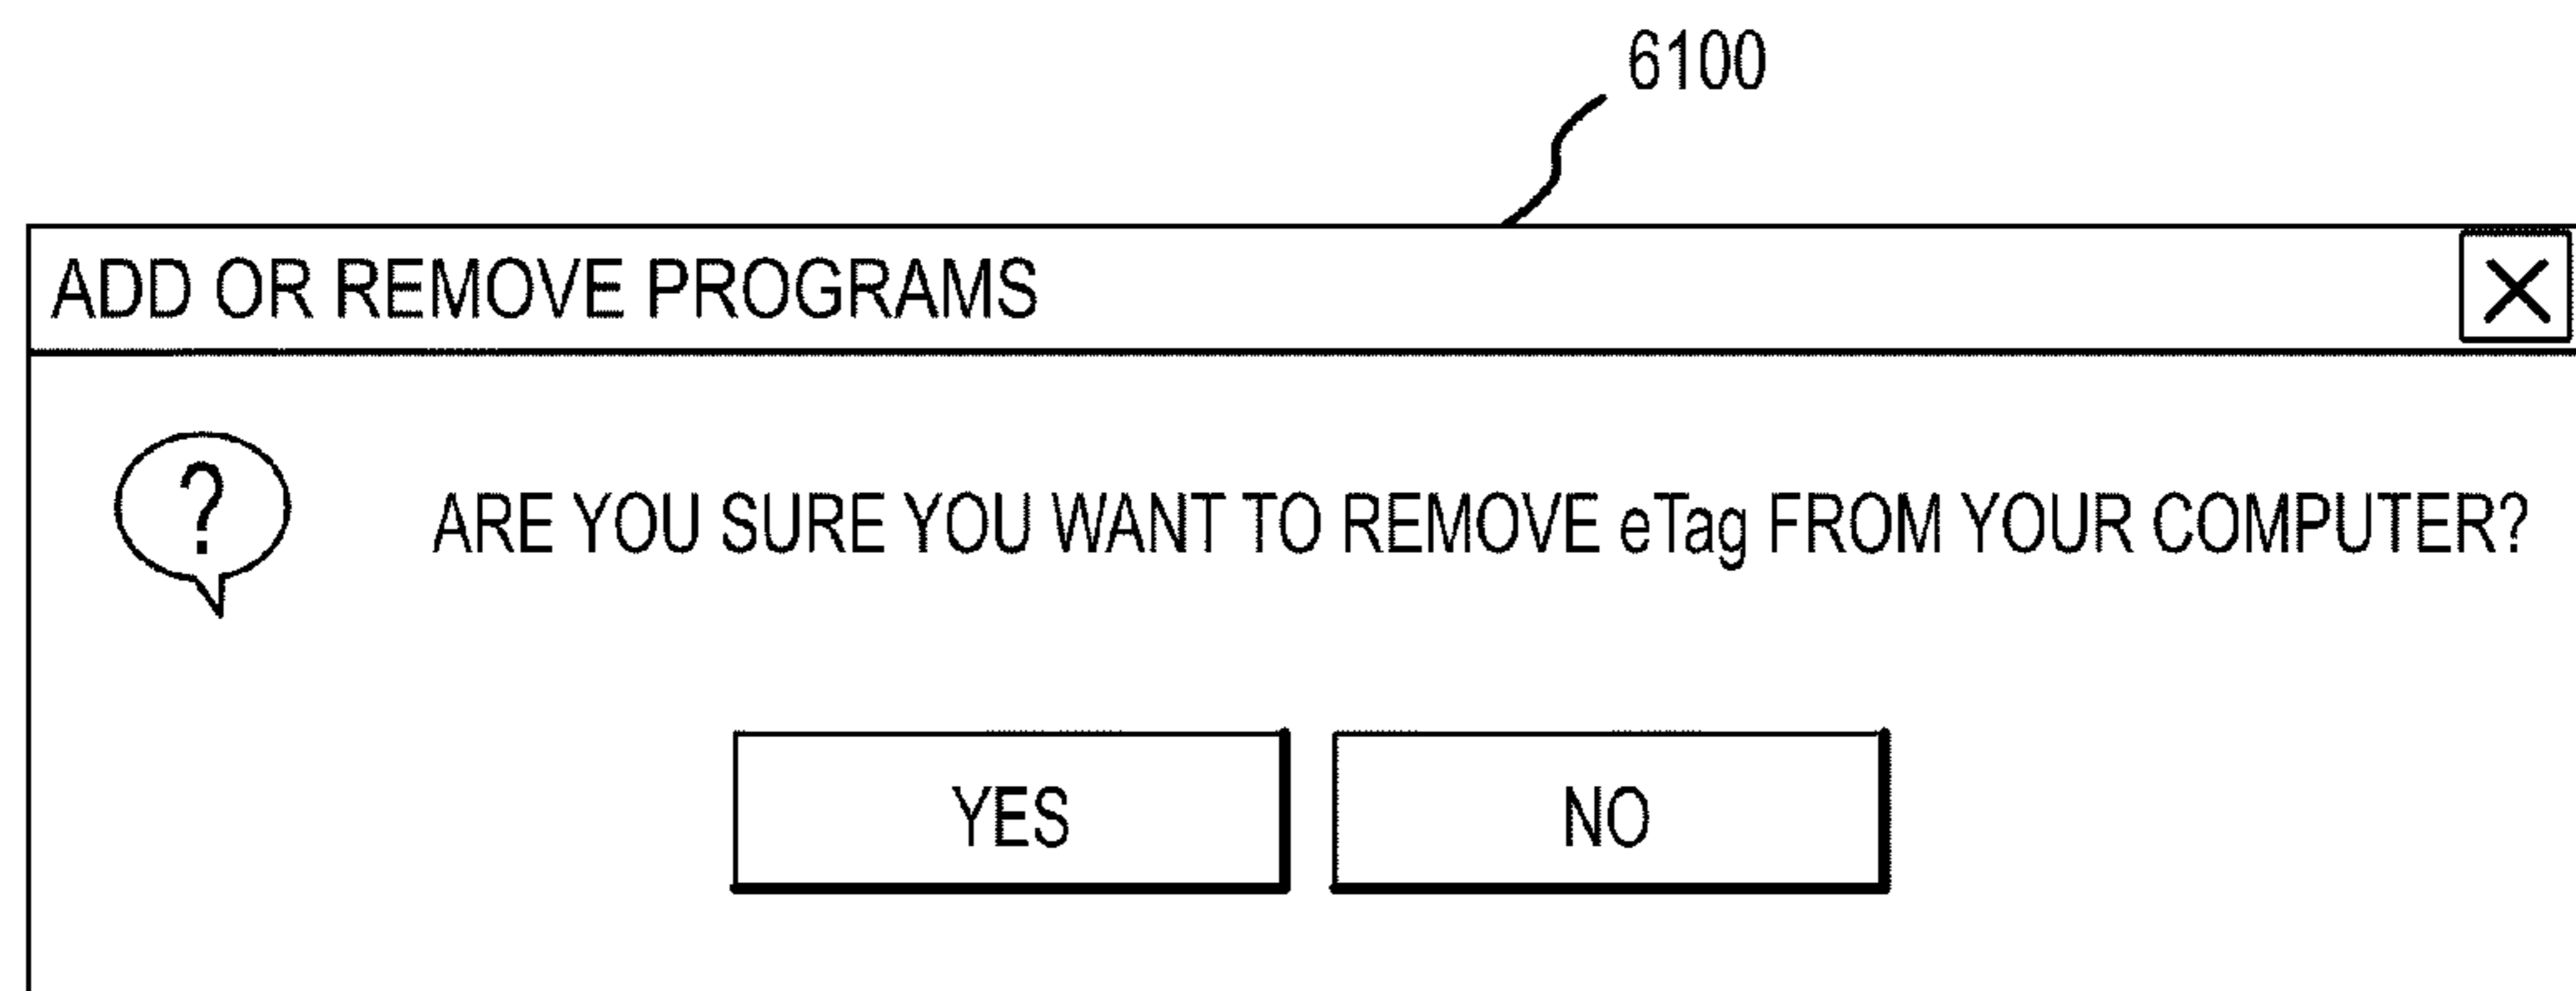 6100
ADD OR REMOVE PROGRAMS
?
ARE YOU SURE YOU WANT TO REMOVE eTag FROM YOUR COMPUTER?
YES NO